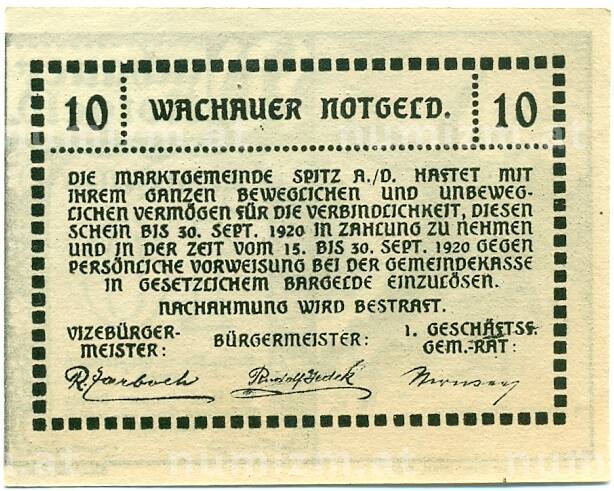 10 WACHAUER NOTGELD. 10
DIE MARKTGEMEINDE SPITZ A./D. HAFTET MIT
IHREM GANZEN BEWEGLICHEN UND UNBEWEG-
LICHEN VERMÖGEN FÜR DIE VERBINDLICHKEIT, DIESEN
SCHEIN BIS 30. SEPT. 1920 IN ZAHLUNG ZU NEHMEN
UND IN DER ZEIT VOM 15. BIS 30. SEPT. 1920 GEGEN
PERSÖNLICHE VORWEISUNG BEI DER GEMEINDEKASSE
IN GESETZLICHEM BARGELDE EINZULÖSEN.
NACHAHMUNG WIRD BESTRAFT.
VIZEBÜRGER-
MEISTER:
BÜRGERMEISTER:
1. GESCHÄFTSF.
GEM.-RAT:
numizm.at